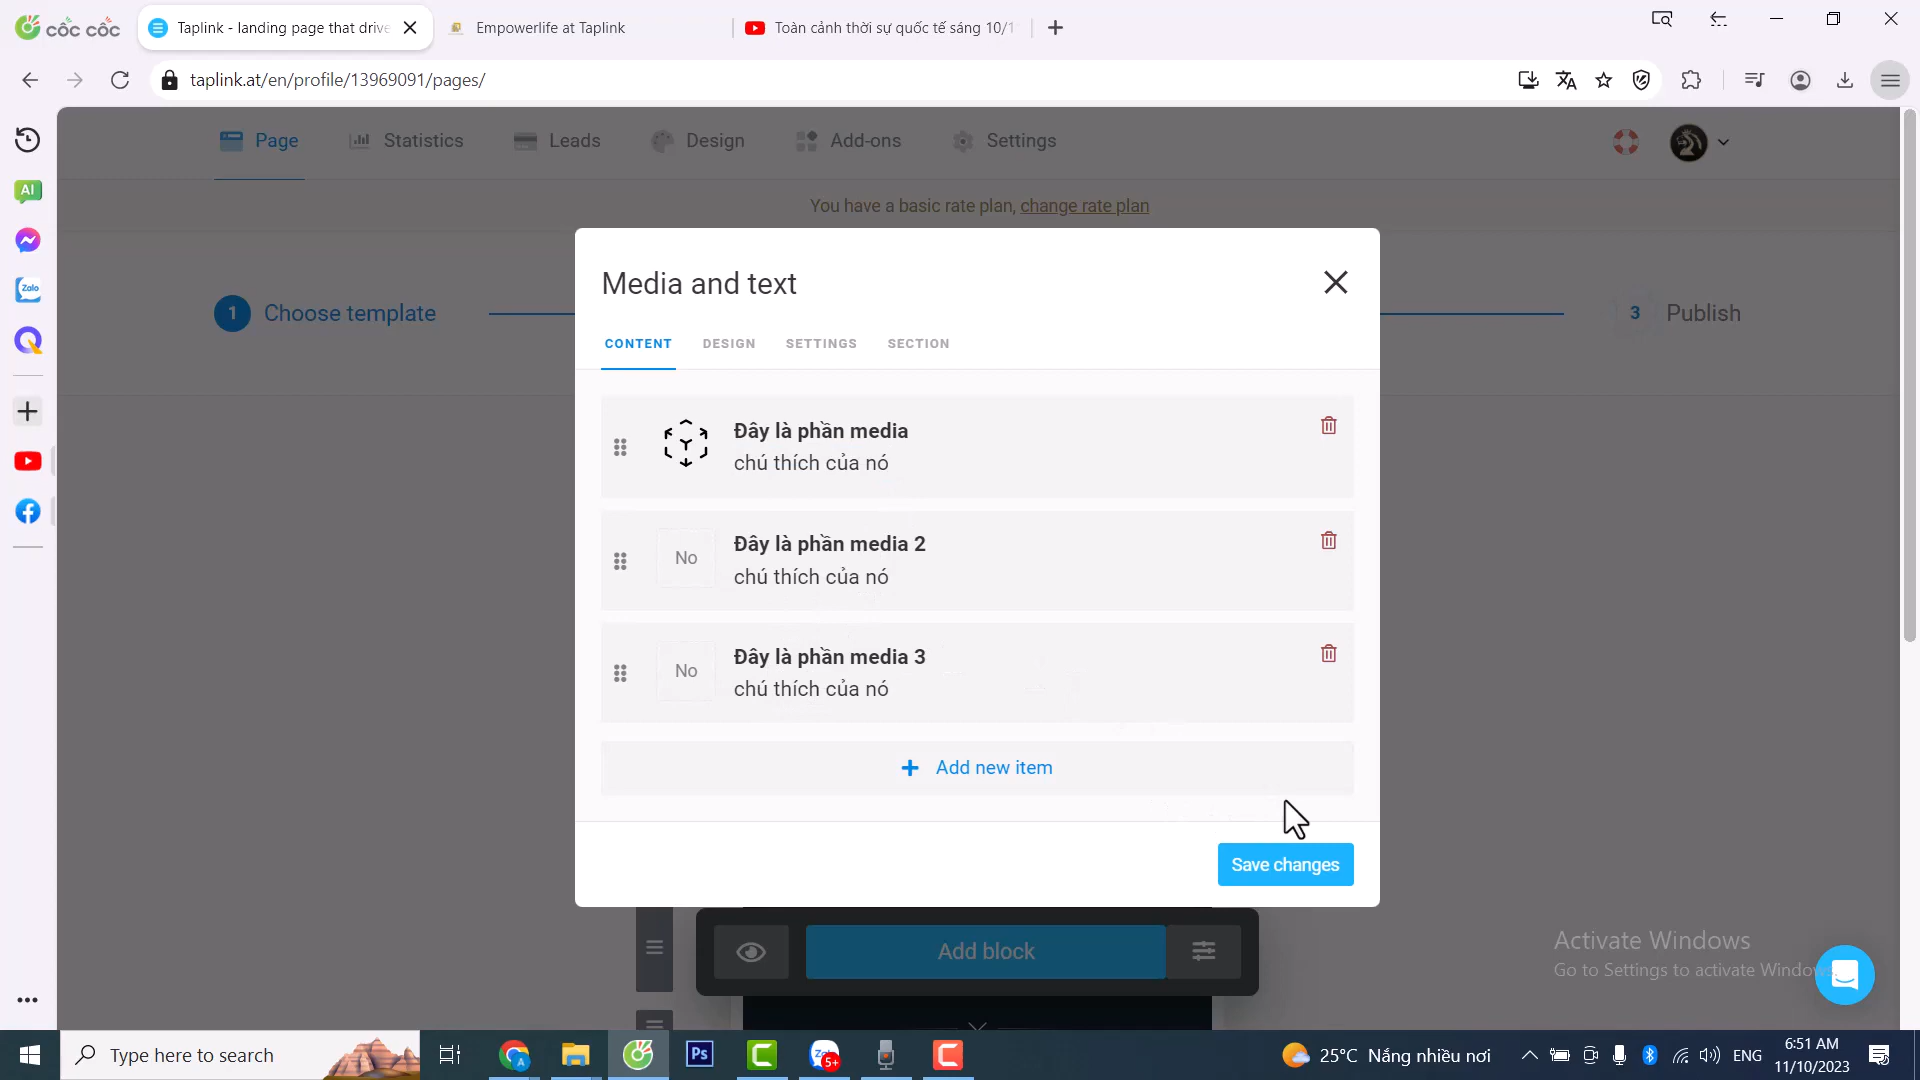 cốc cốc
Taplink - landing page that drive
Empowerlife at Taplink
Toàn cảnh thời sự quốc tế sáng 10/1
taplink.at/en/profile/13969091/pages/
Page
Statistics
Leads
Design
Add-ons
Settings
AI
Zalo
You have a basic rate plan, change rate plan
1 Choose template
3 Publish
Media and text
CONTENT
DESIGN
SETTINGS
SECTION
Đây là phần media
chú thích của nó
No
Đây là phần media 2
chú thích của nó
No
Đây là phần media 3
chú thích của nó
+ Add new item
Save changes
Add block
Activate Windows
Go to Settings to activate Windows.
Type here to search
A
Ps
5+
25°C Nắng nhiều nơi
ENG
6:51 AM
11/10/2023